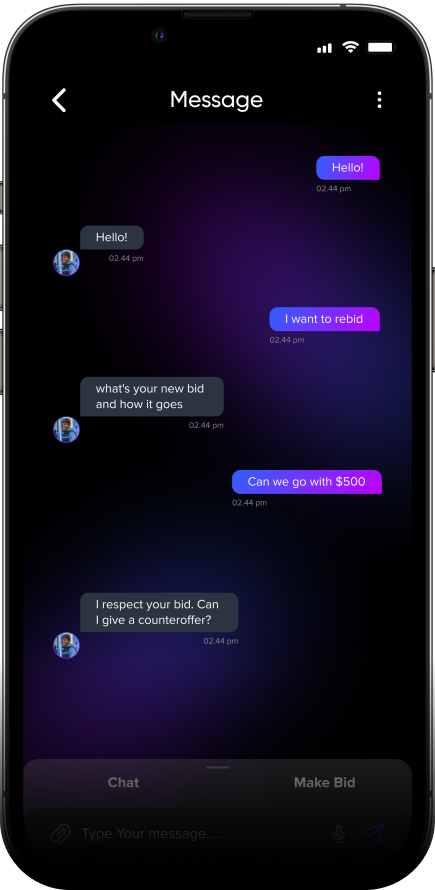 Message
Hello!
02.44 pm
Hello!
02.44 pm
I want to rebid
02.44 pm
what's your new bid
and how it goes
02.44 pm
Can we go with $500
02.44 pm
I respect your bid. Can
I give a counteroffer?
02.44 pm
Chat Make Bid
Type Your message.....